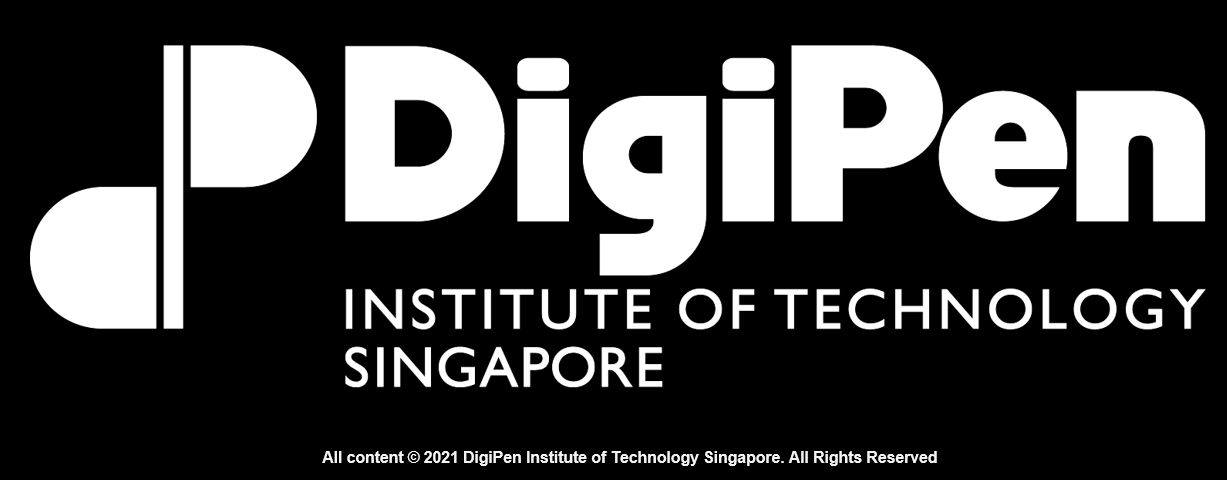 DigiPen
INSTITUTE OF TECHNOLOGY
SINGAPORE
All content © 2021 DigiPen Institute of Technology Singapore. All Rights Reserved